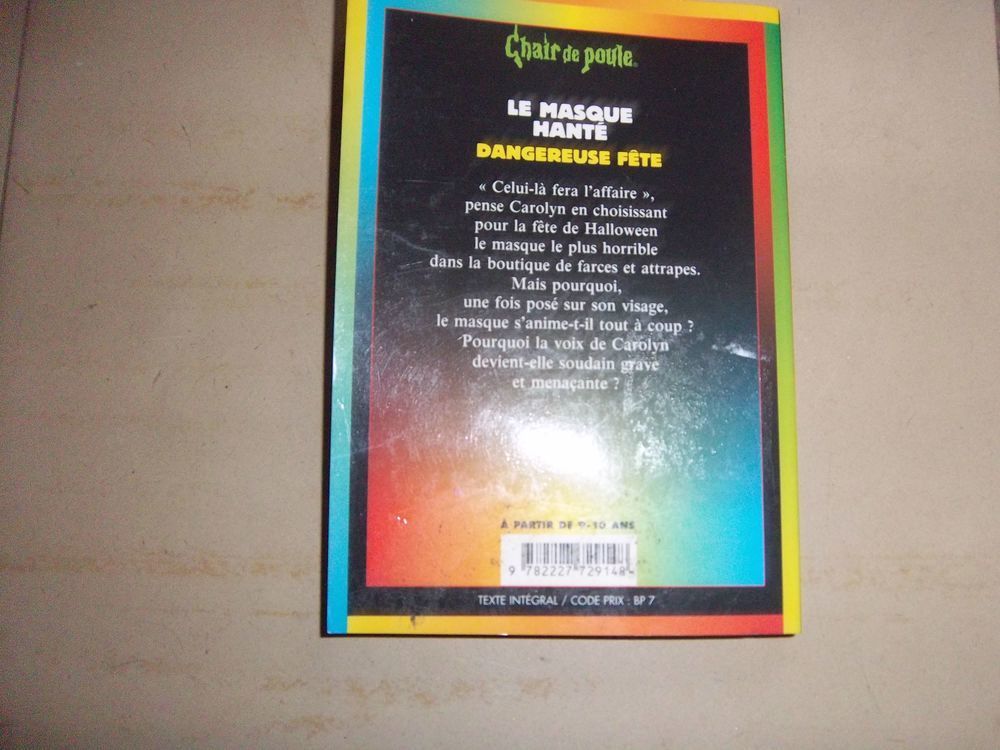 Chair de poule
LE MASQUE
HANTÉ
DANGEREUSE FÊTE
« Celui-là fera l'affaire »,
pense Carolyn en choisissant
pour la fête de Halloween
le masque le plus horrible
dans la boutique de farces et attrapes.
Mais pourquoi,
une fois posé sur son visage,
le masque s'anime-t-il tout à coup ?
Pourquoi la voix de Carolyn
devient-elle soudain grave
et menaçante ?
À PARTIR DE 9-10 ANS
9 782227 729148
TEXTE INTÉGRAL / CODE PRIX : BP 7